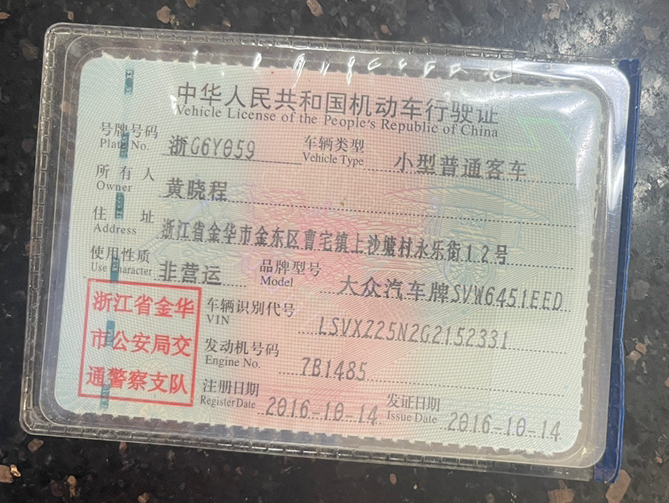 中华人民共和国机动车行驶证
Vehicle License of the People's Republic of China
号牌号码 浙G6Y059 车辆类型 小型普通客车
Plate No. Vehicle Type
所有人 黄晓程
Owner
住址 浙江省金华市金东区曹宅镇上沙塘村永乐街12号
Address
使用性质 非营运 品牌型号 大众汽车牌SVW6451EED
Use Character Model
浙江省金华
市公安局交
通警察支队
车辆识别代号 LSVXZ25N2G2152331
VIN
发动机号码 7B1485
Engine No.
注册日期 2016-10-14 发证日期 2016-10-14
Register Date Issue Date